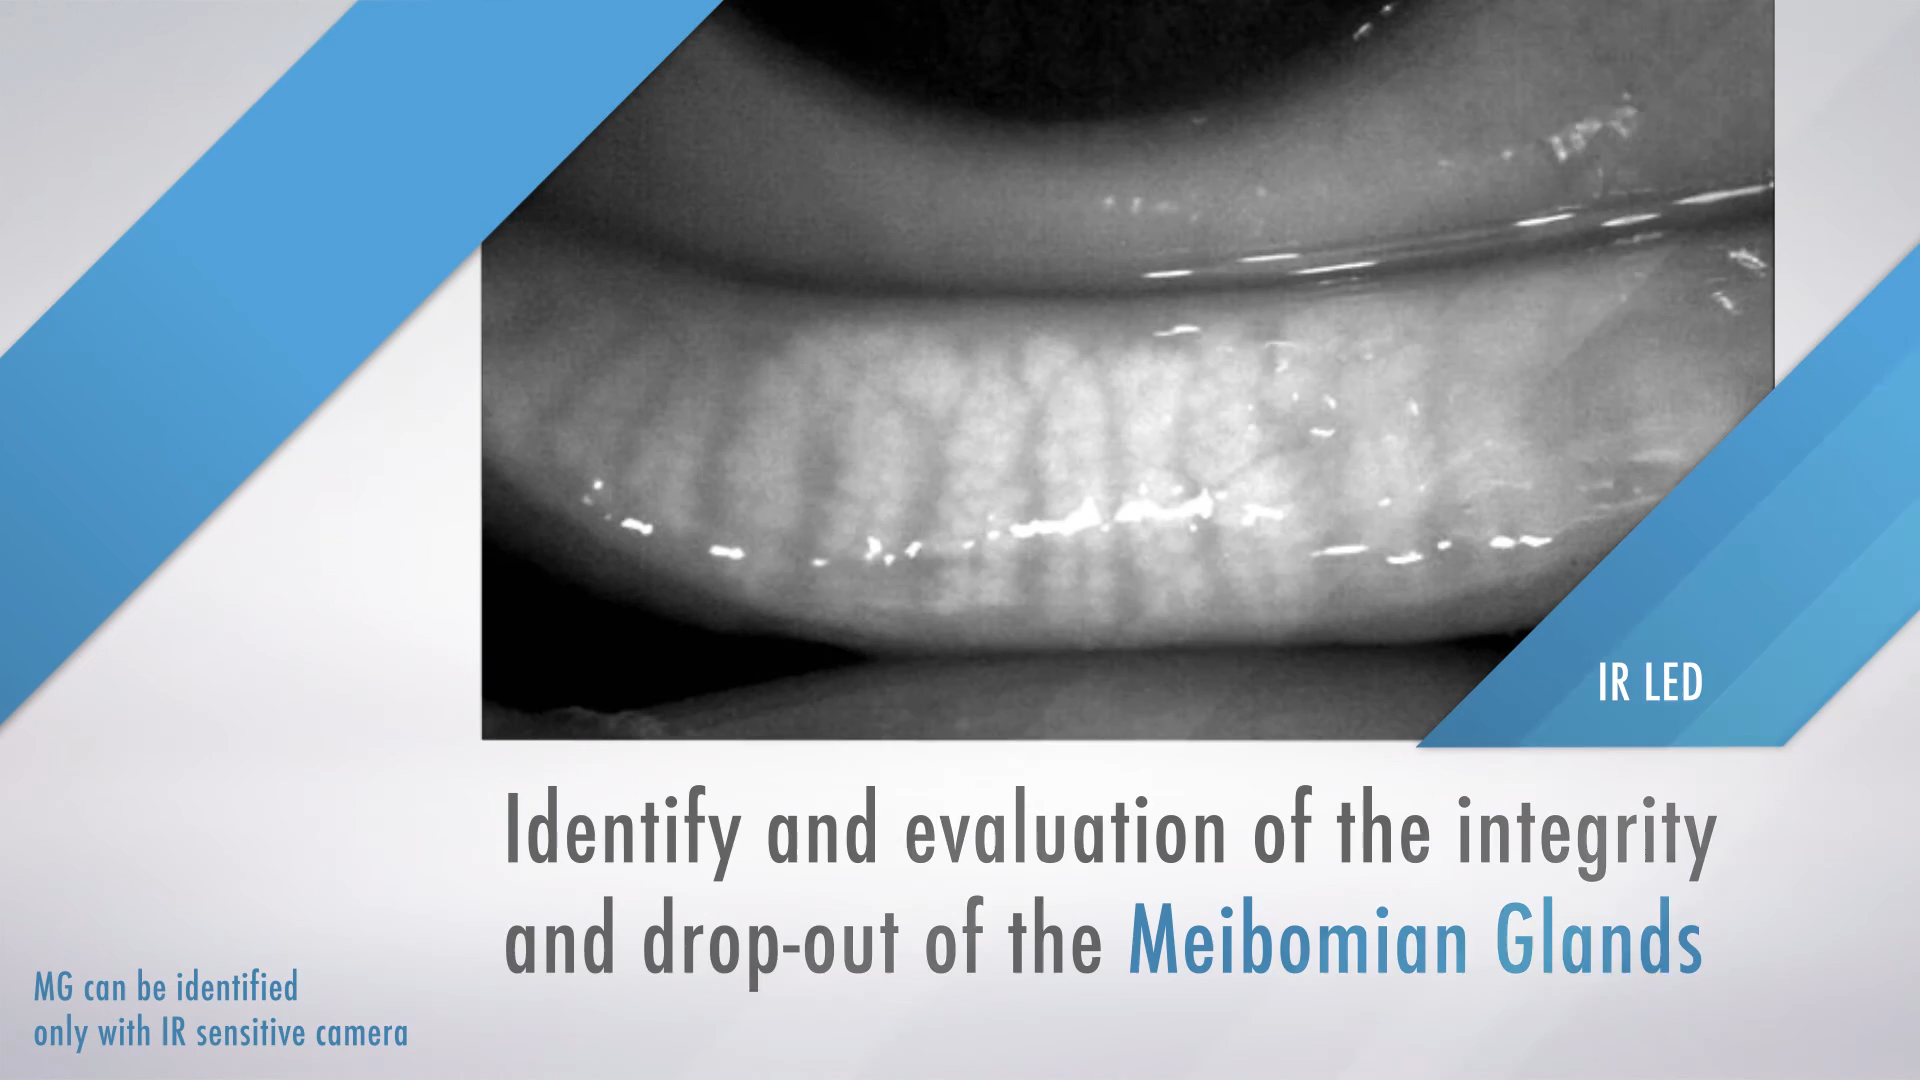 IR LED
Identify and evaluation of the integrity
and drop-out of the Meibomian Glands
MG can be identified
only with IR sensitive camera